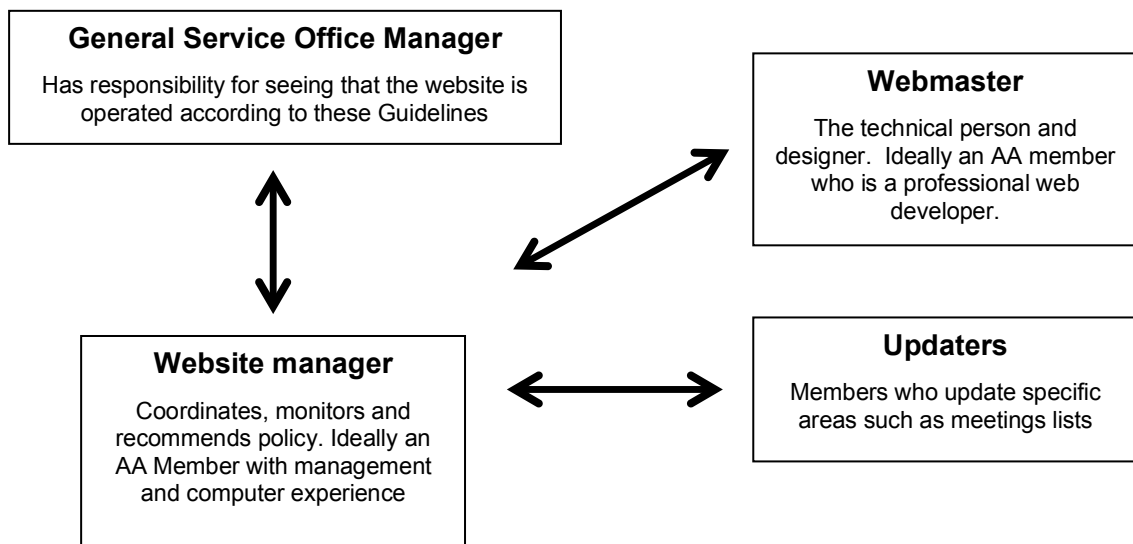 General Service Office Manager
Has responsibility for seeing that the website is
operated according to these Guidelines
Webmaster
The technical person and
designer.  Ideally an AA member
who is a professional web
developer.
Website manager
Coordinates, monitors and
recommends policy. Ideally an
AA Member with management
and computer experience
Updaters
Members who update specific
areas such as meetings lists